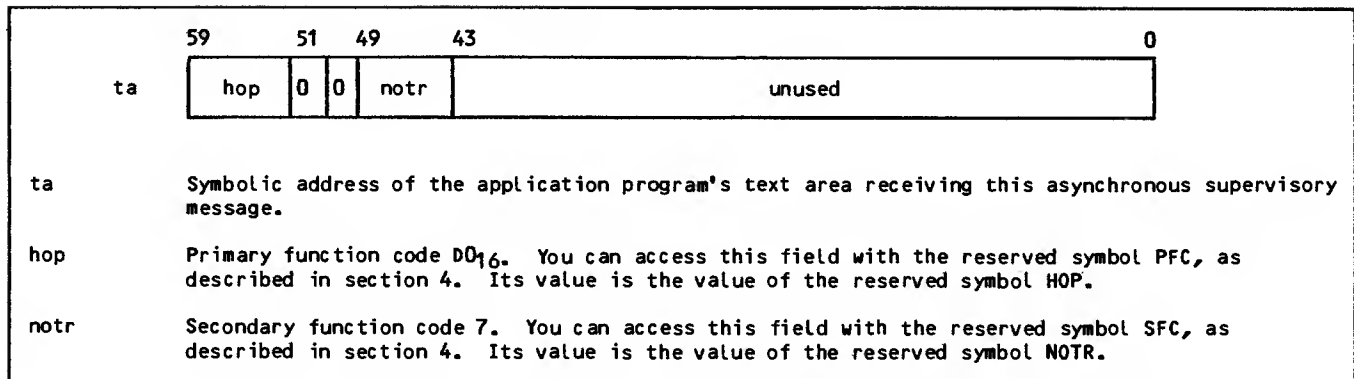 59 51 49 43 0
ta hop 0 0 notr unused
ta Symbolic address of the application program's text area receiving this asynchronous supervisory
message.
hop Primary function code D0₁₆. You can access this field with the reserved symbol PFC, as
described in section 4. Its value is the value of the reserved symbol HOP.
notr Secondary function code 7. You can access this field with the reserved symbol SFC, as
described in section 4. Its value is the value of the reserved symbol NOTR.